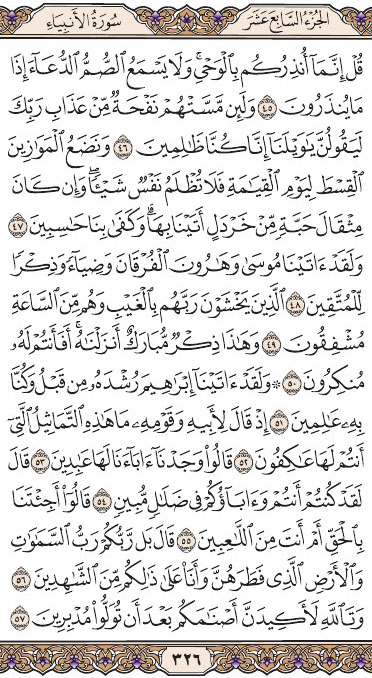 الجزء السابع عشر سورة الأنبياء
قُلْ إِنَّمَآ أُنذِرُكُم بِٱلْوَحْىِۚ وَلَا يَسْمَعُ ٱلصُّمُّ ٱلدُّعَآءَ إِذَا
مَا يُنذَرُونَ ٤٥ وَلَئِن مَّسَّتْهُمْ نَفْحَةٌ مِّنْ عَذَابِ رَبِّكَ
لَيَقُولُنَّ يَٰوَيْلَنَآ إِنَّا كُنَّا ظَٰلِمِينَ ٤٦ وَنَضَعُ ٱلْمَوَٰزِينَ
ٱلْقِسْطَ لِيَوْمِ ٱلْقِيَٰمَةِ فَلَا تُظْلَمُ نَفْسٌ شَيْـًٔاۖ وَإِن كَانَ
مِثْقَالَ حَبَّةٍ مِّنْ خَرْدَلٍ أَتَيْنَا بِهَاۗ وَكَفَىٰ بِنَا حَٰسِبِينَ ٤٧
وَلَقَدْ ءَاتَيْنَا مُوسَىٰ وَهَٰرُونَ ٱلْفُرْقَانَ وَضِيَآءً وَذِكْرًا
لِّلْمُتَّقِينَ ٤٨ ٱلَّذِينَ يَخْشَوْنَ رَبَّهُم بِٱلْغَيْبِ وَهُم مِّنَ ٱلسَّاعَةِ
مُشْفِقُونَ ٤٩ وَهَٰذَا ذِكْرٌ مُّبَارَكٌ أَنزَلْنَٰهُۚ أَفَأَنتُمْ لَهُۥ
مُنكِرُونَ ٥٠ ۞ وَلَقَدْ ءَاتَيْنَآ إِبْرَٰهِيمَ رُشْدَهُۥ مِن قَبْلُ وَكُنَّا
بِهِۦ عَٰلِمِينَ ٥١ إِذْ قَالَ لِأَبِيهِ وَقَوْمِهِۦ مَا هَٰذِهِ ٱلتَّمَاثِيلُ ٱلَّتِىٓ
أَنتُمْ لَهَا عَٰكِفُونَ ٥٢ قَالُوا۟ وَجَدْنَآ ءَابَآءَنَا لَهَا عَٰبِدِينَ ٥٣ قَالَ
لَقَدْ كُنتُمْ أَنتُمْ وَءَابَآؤُكُمْ فِى ضَلَٰلٍ مُّبِينٍ ٥٤ قَالُوٓا۟ أَجِئْتَنَا
بِٱلْحَقِّ أَمْ أَنتَ مِنَ ٱللَّٰعِبِينَ ٥٥ قَالَ بَل رَّبُّكُمْ رَبُّ ٱلسَّمَٰوَٰتِ
وَٱلْأَرْضِ ٱلَّذِى فَطَرَهُنَّ وَأَنَا۠ عَلَىٰ ذَٰلِكُم مِّنَ ٱلشَّٰهِدِينَ ٥٦
وَتَٱللَّهِ لَأَكِيدَنَّ أَصْنَٰمَكُم بَعْدَ أَن تُوَلُّوا۟ مُدْبِرِينَ ٥٧
٣٢٦